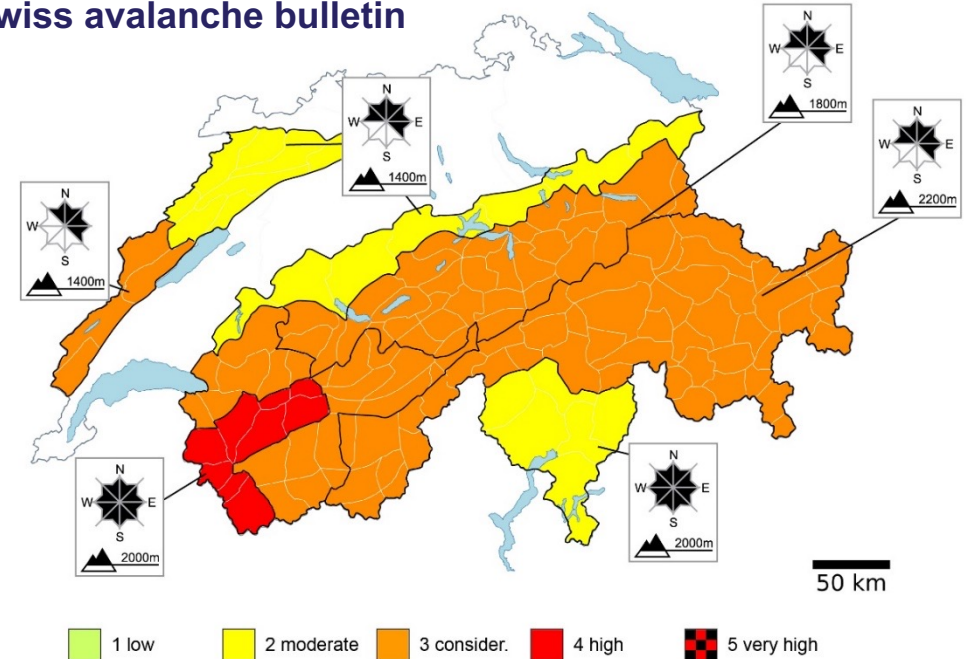 wiss avalanche bulletin
N
W E
S
1800m
N
W E
S
1400m
N
W E
S
2200m
N
W E
S
1400m
N
W E
S
2000m
N
W E
S
2000m
50 km
1 low 2 moderate 3 consider. 4 high 5 very high